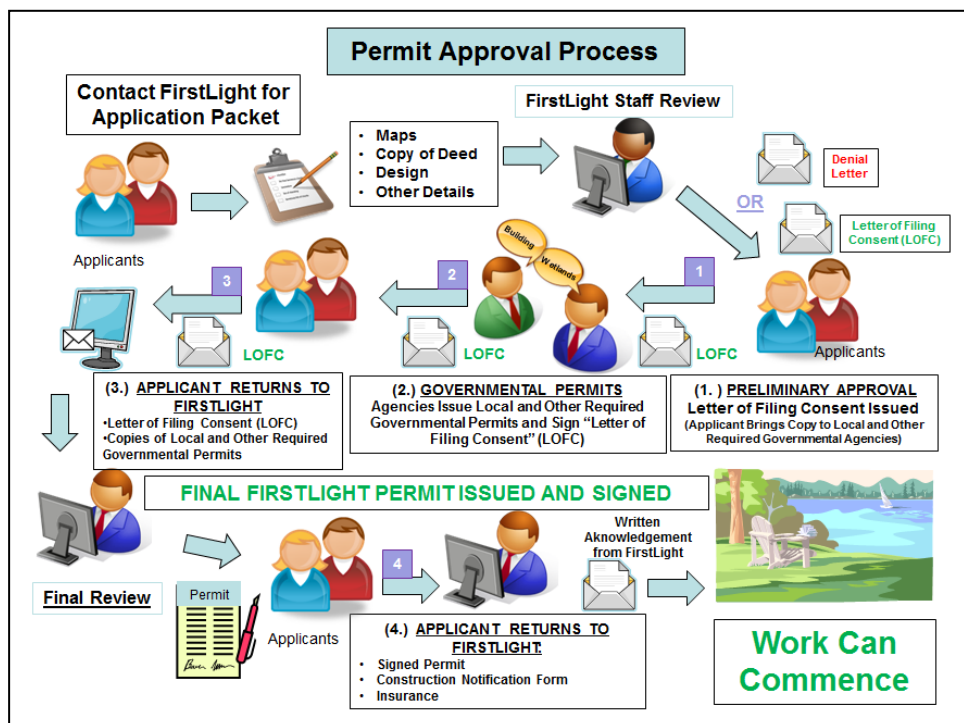 Permit Approval Process
Contact FirstLight for
Application Packet
Applicants
• Maps
• Copy of Deed
• Design
• Other Details
FirstLight Staff Review
Denial
Letter
OR
Letter of Filing
Consent (LOFC)
Applicants
1
LOFC
Building
Wetlands
2
LOFC
3
LOFC
(1. ) PRELIMINARY APPROVAL
Letter of Filing Consent Issued
(Applicant Brings Copy to Local and Other
Required Governmental Agencies)
(2.) GOVERNMENTAL PERMITS
Agencies Issue Local and Other Required
Governmental Permits and Sign “Letter
of Filing Consent” (LOFC)
(3.) APPLICANT RETURNS TO
FIRSTLIGHT
•Letter of Filing Consent (LOFC)
•Copies of Local and Other Required
Governmental Permits
FINAL FIRSTLIGHT PERMIT ISSUED AND SIGNED
Final Review
Permit
Applicants
4
(4.) APPLICANT RETURNS TO
FIRSTLIGHT:
• Signed Permit
• Construction Notification Form
• Insurance
Written
Aknowledgement
from FirstLight
Work Can
Commence